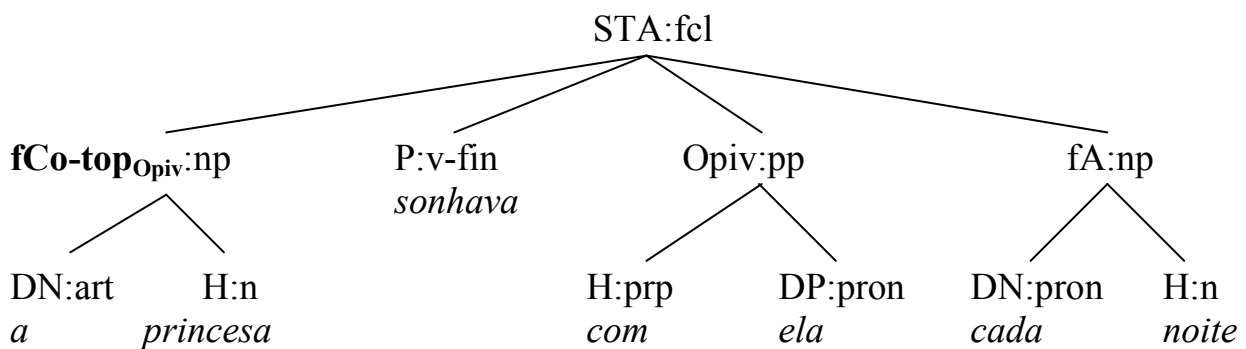 STA:fcl
fCo-topOpiv:np P:v-fin Opiv:pp fA:np
sonhava
DN:art H:n H:prp DP:pron DN:pron H:n
a princesa com ela cada noite